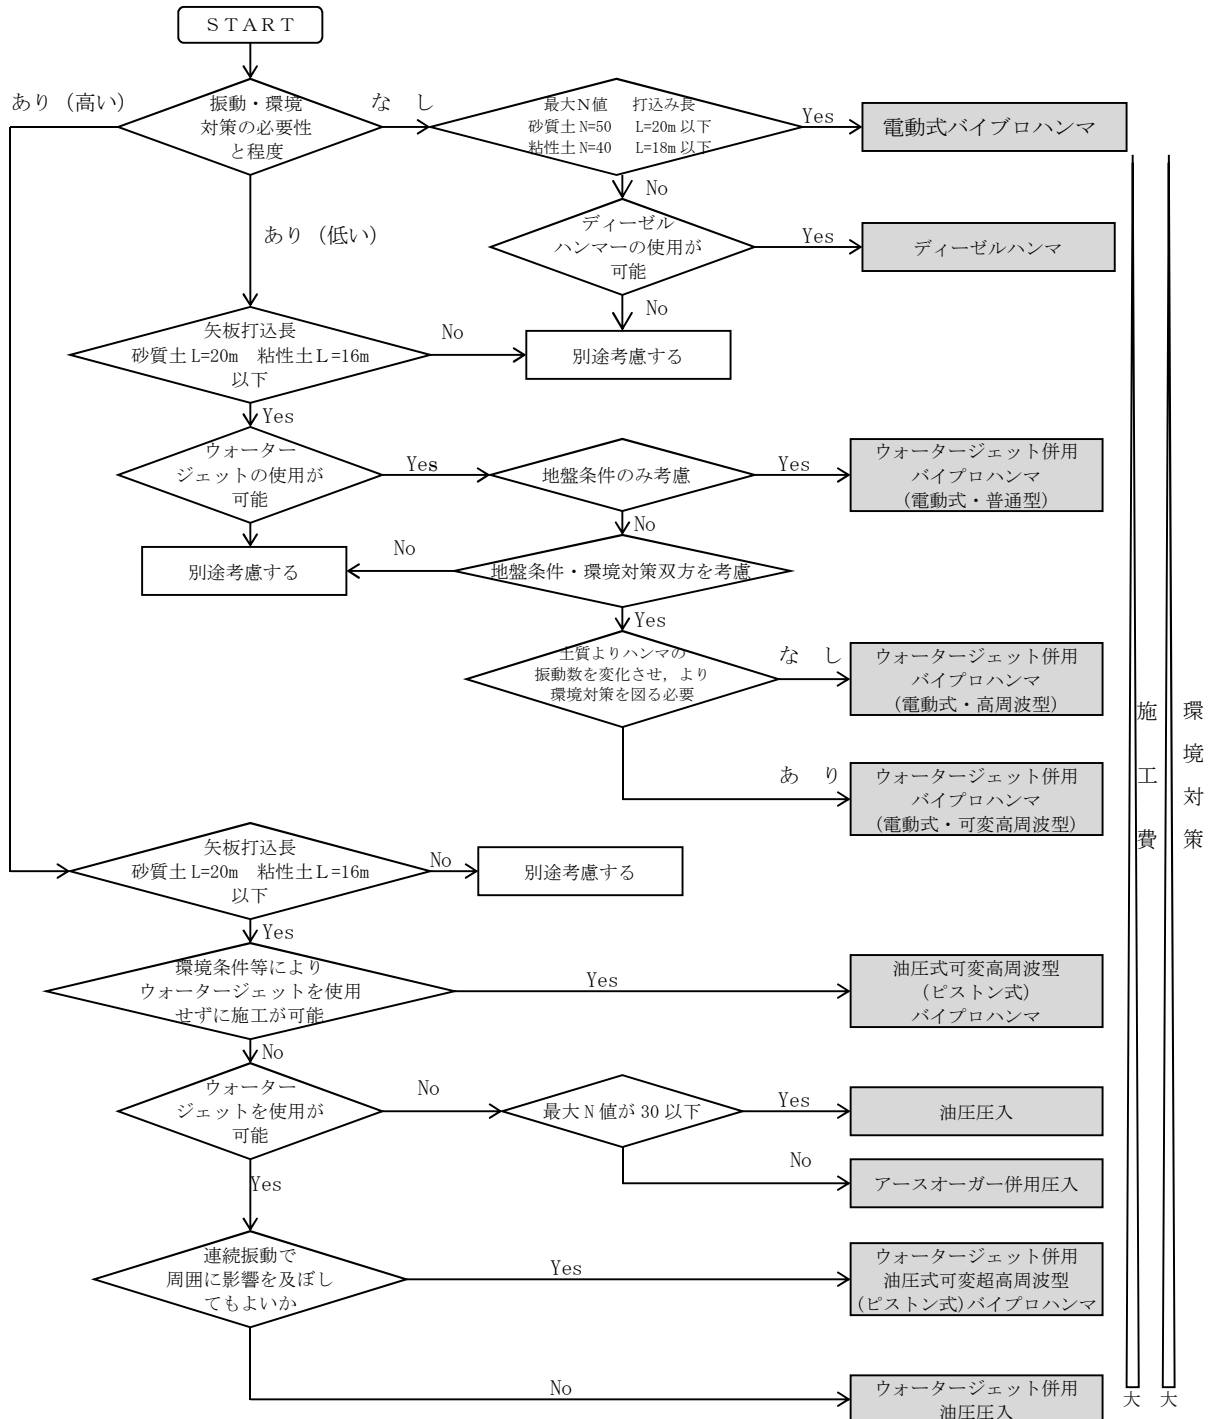 ＳＴＡＲＴ
あり（高い）
振動・環境
対策の必要性
と程度
な し
最大Ｎ値 打込み長
砂質土 N=50 L=20m 以下
粘性土 N=40 L=18m 以下
Yes
電動式バイブロハンマ
No
あり（低い）
ディーゼル
ハンマーの使用が
可能
Yes
ディーゼルハンマ
No
矢板打込長
砂質土 L=20m 粘性土Ｌ=16m
以下
No
別途考慮する
Yes
ウォーター
ジェットの使用が
可能
Yes
地盤条件のみ考慮
Yes
ウォータージェット併用
バイブロハンマ
(電動式・普通型)
No
別途考慮する
No
地盤条件・環境対策双方を考慮
Yes
土質よりハンマの
振動数を変化させ，より
環境対策を図る必要
な し
ウォータージェット併用
バイブロハンマ
(電動式・高周波型)
あ り
ウォータージェット併用
バイブロハンマ
(電動式・可変高周波型)
施工費
環境対策
矢板打込長
砂質土 L=20m 粘性土Ｌ=16m
以下
No
別途考慮する
Yes
環境条件等により
ウォータージェットを使用
せずに施工が可能
Yes
油圧式可変高周波型
(ピストン式)
バイブロハンマ
No
ウォーター
ジェットを使用が
可能
No
最大 N 値が 30 以下
Yes
油圧圧入
No
アースオーガー併用圧入
Yes
連続振動で
周囲に影響を及ぼし
てもよいか
Yes
ウォータージェット併用
油圧式可変超高周波型
(ピストン式)バイブロハンマ
No
ウォータージェット併用
油圧圧入
大
大